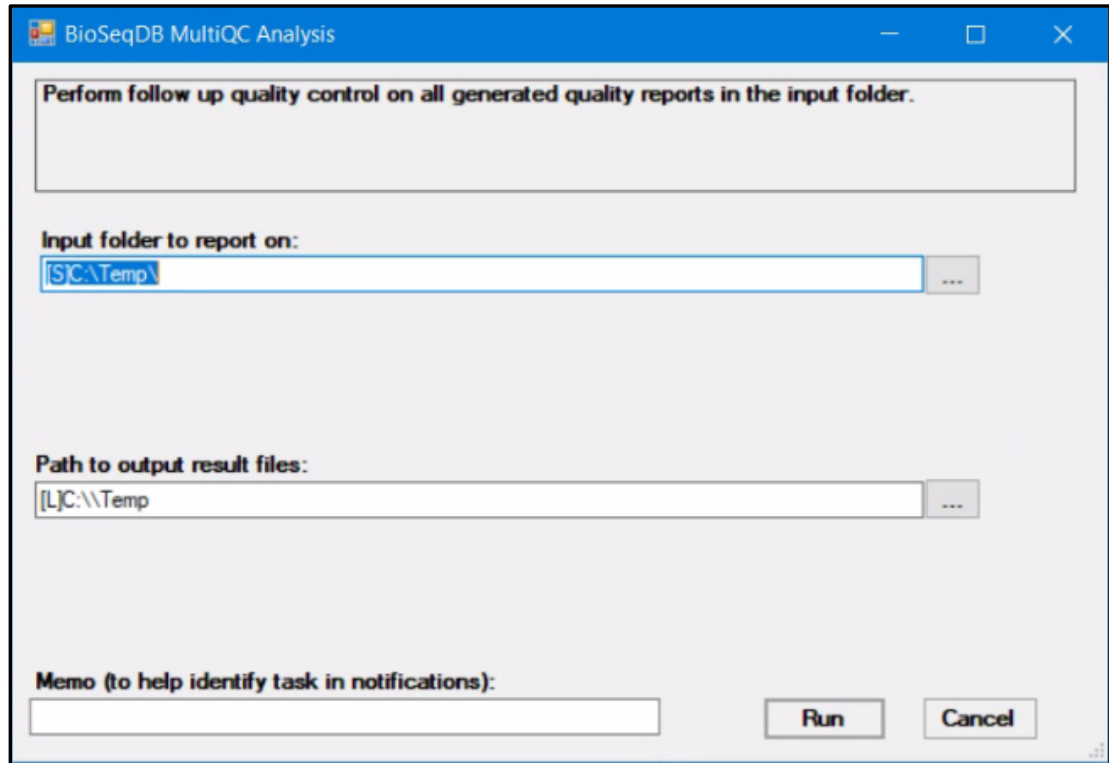 BioSeqDB MultiQC Analysis
Perform follow up quality control on all generated quality reports in the input folder.
Input folder to report on:
[S]C:\Temp\
...
Path to output result files:
[L]C:\\Temp
...
Memo (to help identify task in notifications):
Run
Cancel